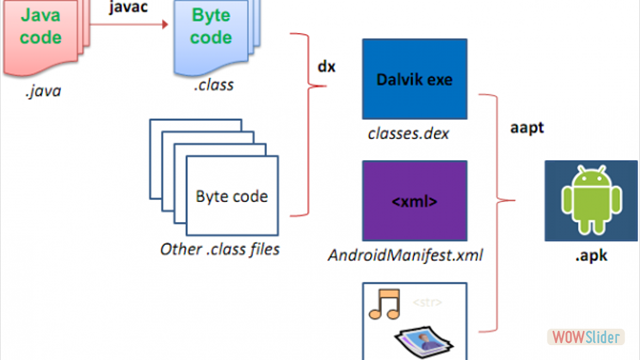 Java
code
javac
Byte
code
.java
.class
dx
Dalvik exe
classes.dex
aapt
Byte code
Other .class files
<xml>
AndroidManifest.xml
.apk
<str>
WOWSlider